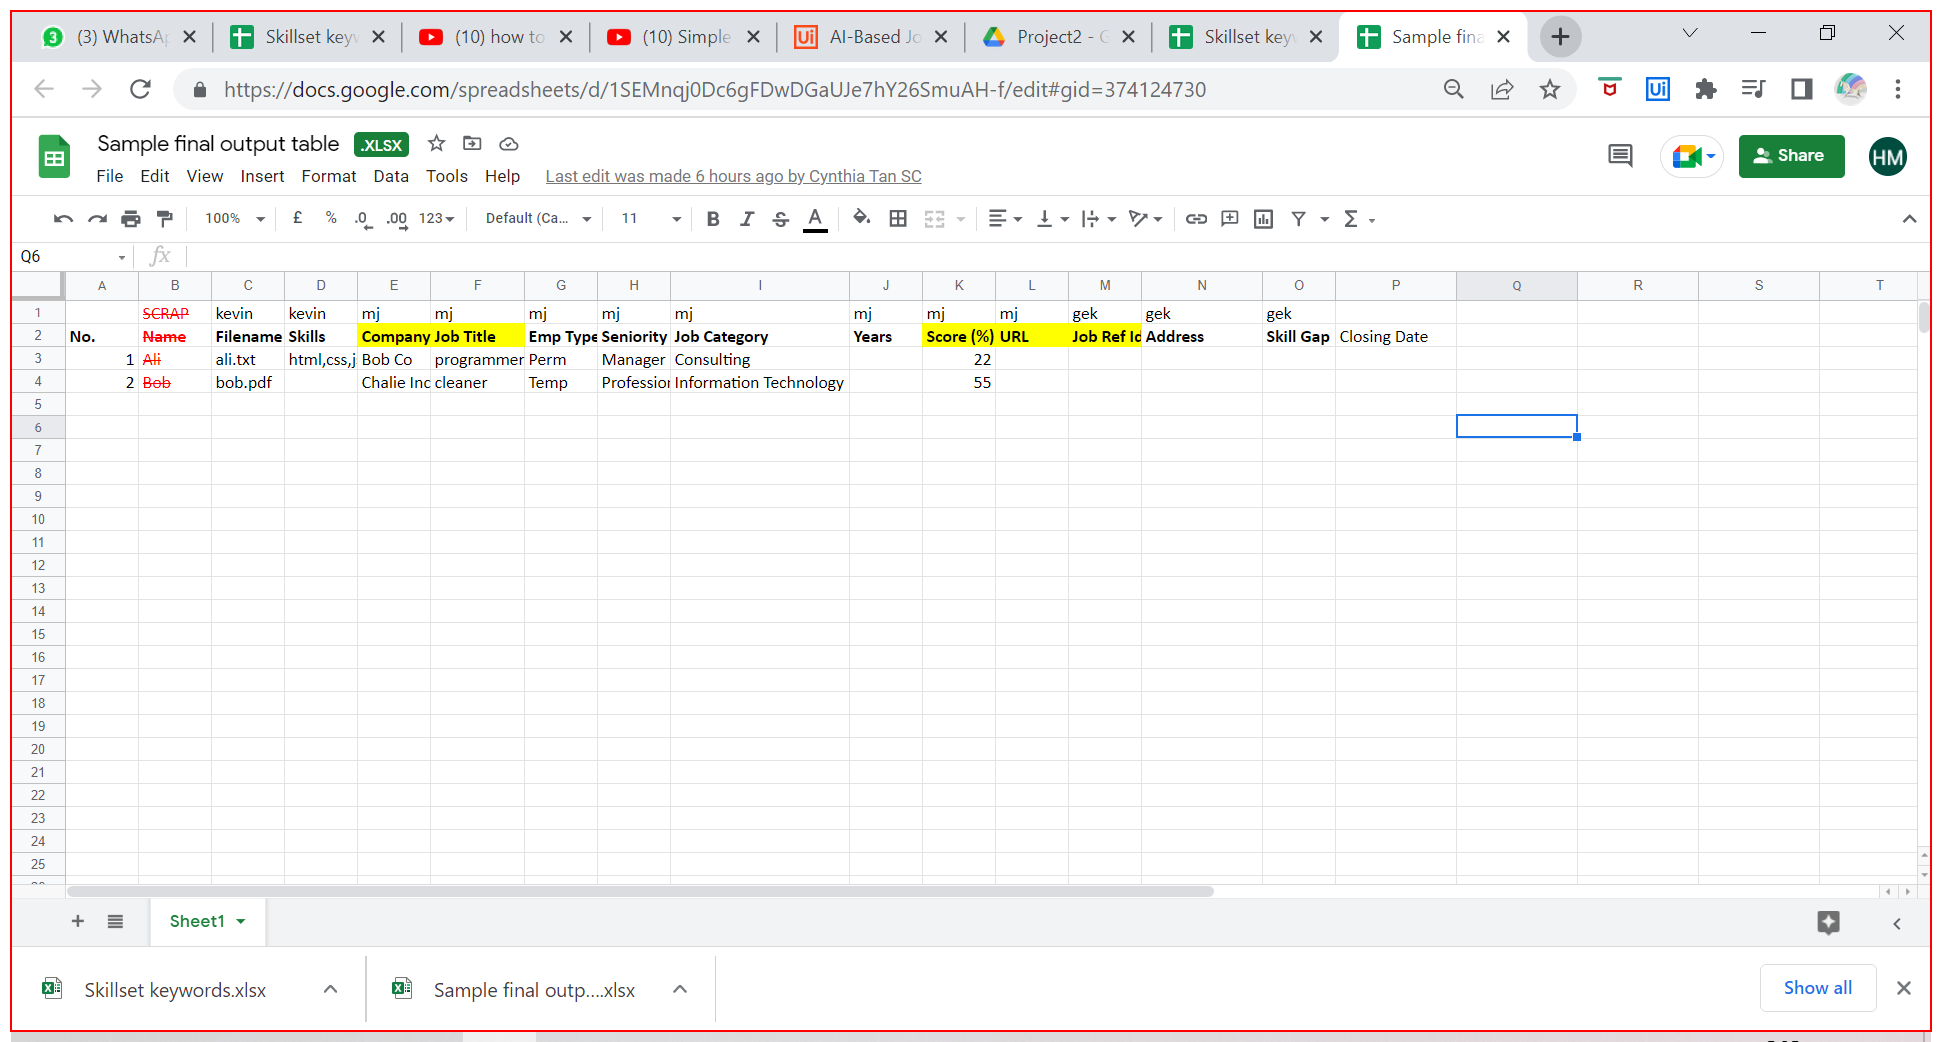 3 (3) WhatsAp Skillset keyw (10) how to (10) Simple Ui AI-Based Jo Project2 - G Skillset keyw Sample fina
https://docs.google.com/spreadsheets/d/1SEMnqj0Dc6gFDwDGaUJe7hY26SmuAH-f/edit#gid=374124730 Ui
Sample final output table .XLSX
File Edit View Insert Format Data Tools Help Last edit was made 6 hours ago by Cynthia Tan SC
Share HM
100% £ % .0 .00 123 Default (Ca... 11 B I S A Σ
Q6 fx
A B C D E F G H I J K L M N O P Q R S T
1 SCRAP kevin kevin mj mj mj mj mj mj mj mj gek gek gek
2 No. Name Filename Skills Company Job Title Emp Type Seniority Job Category Years Score (%) URL Job Ref Id Address Skill Gap Closing Date
3 1 Ali ali.txt html,css,j Bob Co programmer Perm Manager Consulting 22
4 2 Bob bob.pdf Chalie Inc cleaner Temp Profession Information Technology 55
5
6
7
8
9
10
11
12
13
14
15
16
17
18
19
20
21
22
23
24
25
Sheet1
Skillset keywords.xlsx Sample final outp....xlsx Show all